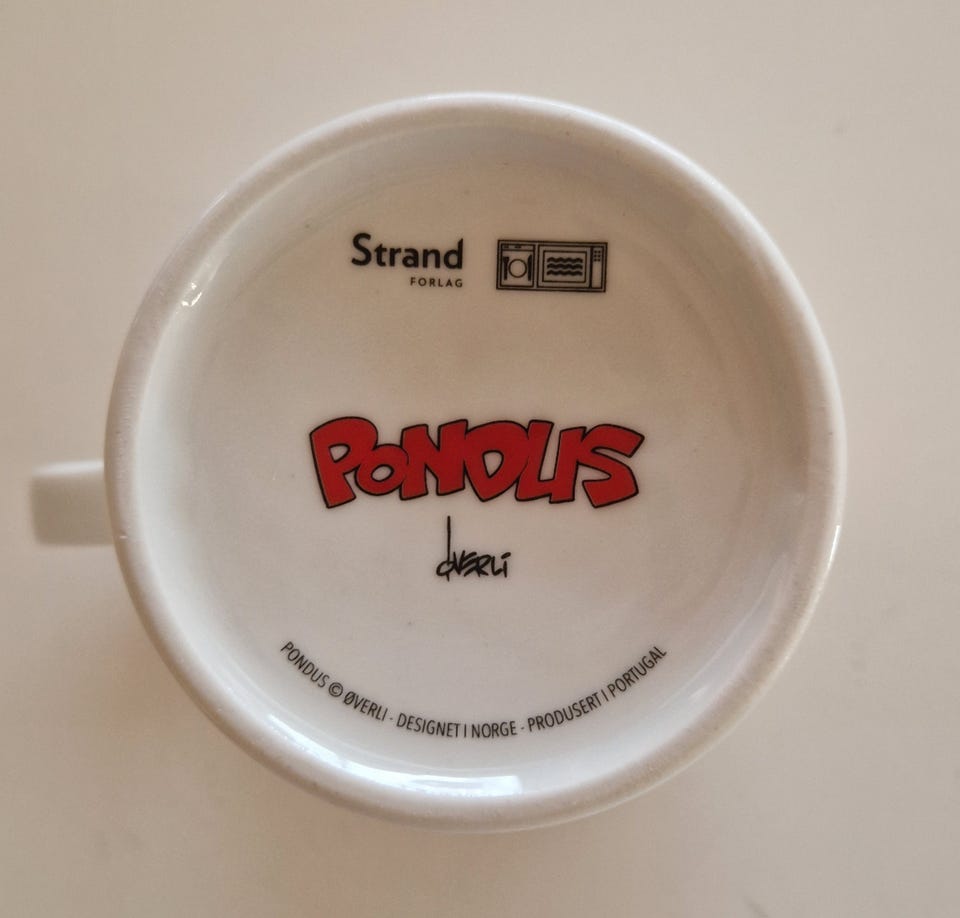 Strand
FORLAG
PONDUS
ØVERLI
PONDUS © ØVERLI - DESIGNET I NORGE - PRODUSERT I PORTUGAL